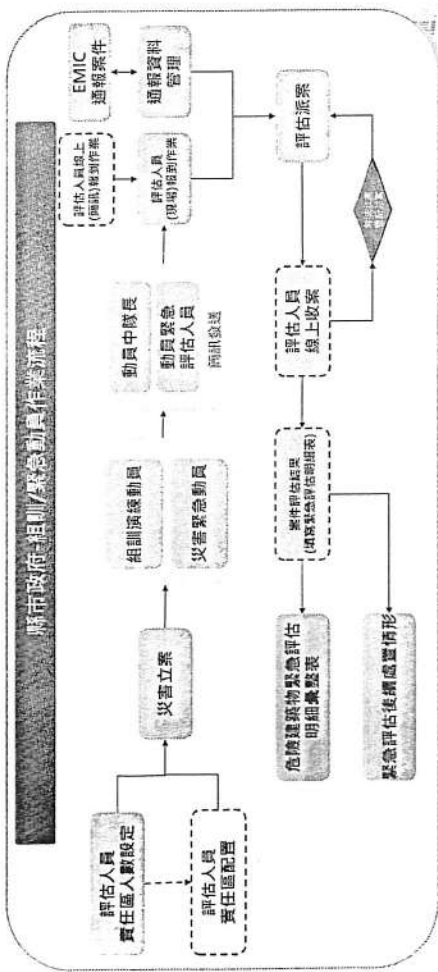 縣市政府-組訓/緊急動員作業流程
評估人員
責任區人數設定
評估人員
責任區配置
災害立案
組訓演練動員
災害緊急動員
動員中隊長
動員緊急
評估人員
簡訊發送
評估人員線上
(簡訊)報到作業
評估人員
(現場)報到作業
EMIC
通報案件
通報資料
管理
評估派案
評估人員
線上收案
案件評估結果
(填寫緊急評估明細表)
危險建築物緊急評估
明細彙整表
緊急評估後續處置情形